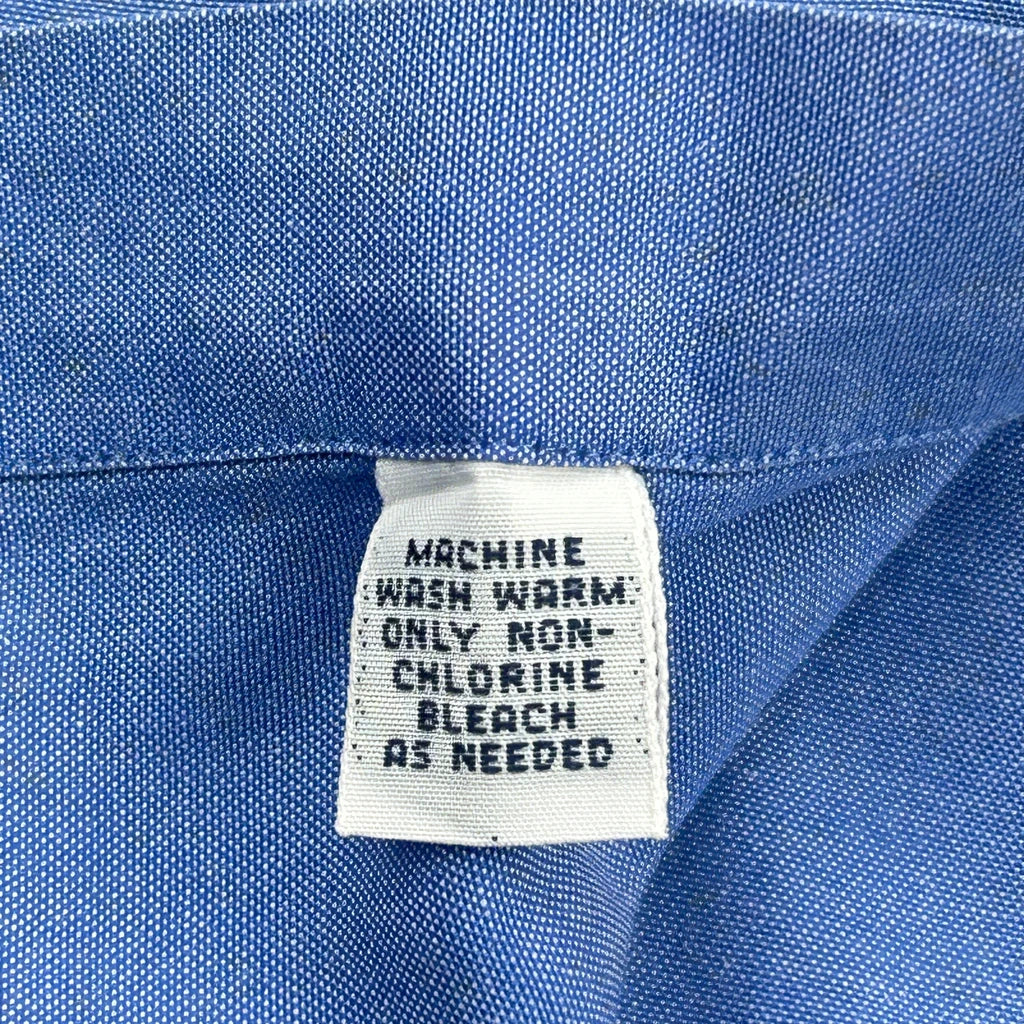 MACHINE
WASH WARM
ONLY NON-
CHLORINE
BLEACH
AS NEEDED